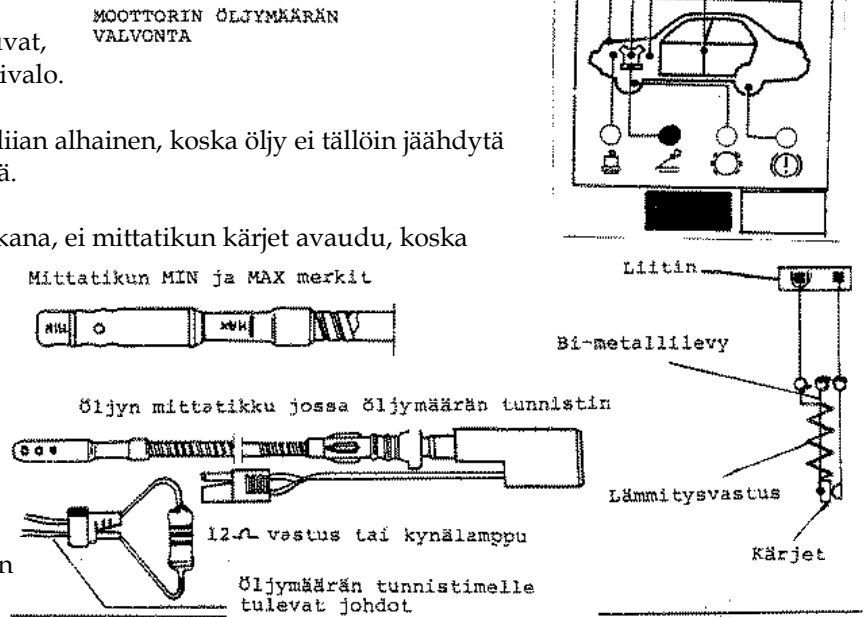 MOOTTORIN ÖLJYMÄÄRÄN
VALVONTA
uvat,
ivalo.
liian alhainen, koska öljy ei tällöin jäähdytä
ä.
kana, ei mittatikun kärjet avaudu, koska
Mittatikun MIN ja MAX merkit
MIN
MAX
Liitin
Bi-metallilevy
Öljyn mittatikku jossa öljymäärän tunnistin
Lämmitysvastus
12Ω vastus tai kynälamppu
Kärjet
n
Öljymäärän tunnistimelle
tulevat johdot